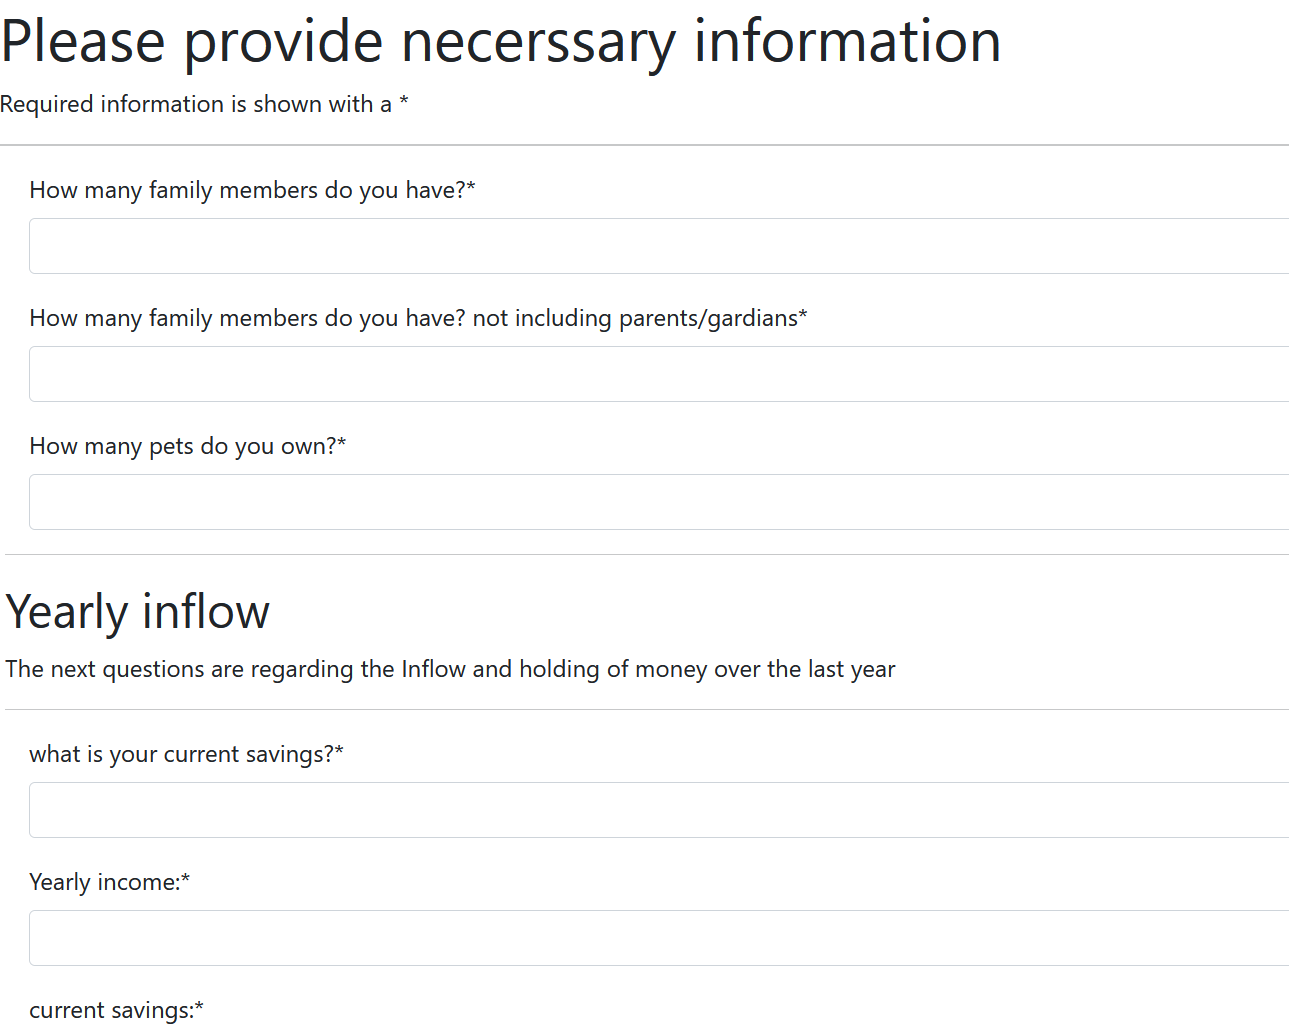 Please provide necerssary information
Required information is shown with a *
How many family members do you have?*
How many family members do you have? not including parents/gardians*
How many pets do you own?*
Yearly inflow
The next questions are regarding the Inflow and holding of money over the last year
what is your current savings?*
Yearly income:*
current savings:*